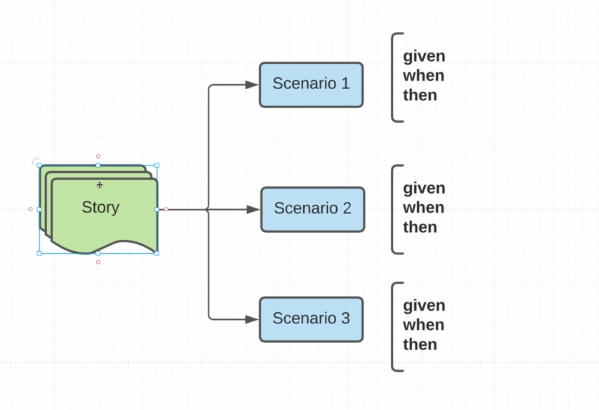 Story
Scenario 1
given
when
then
Scenario 2
given
when
then
Scenario 3
given
when
then